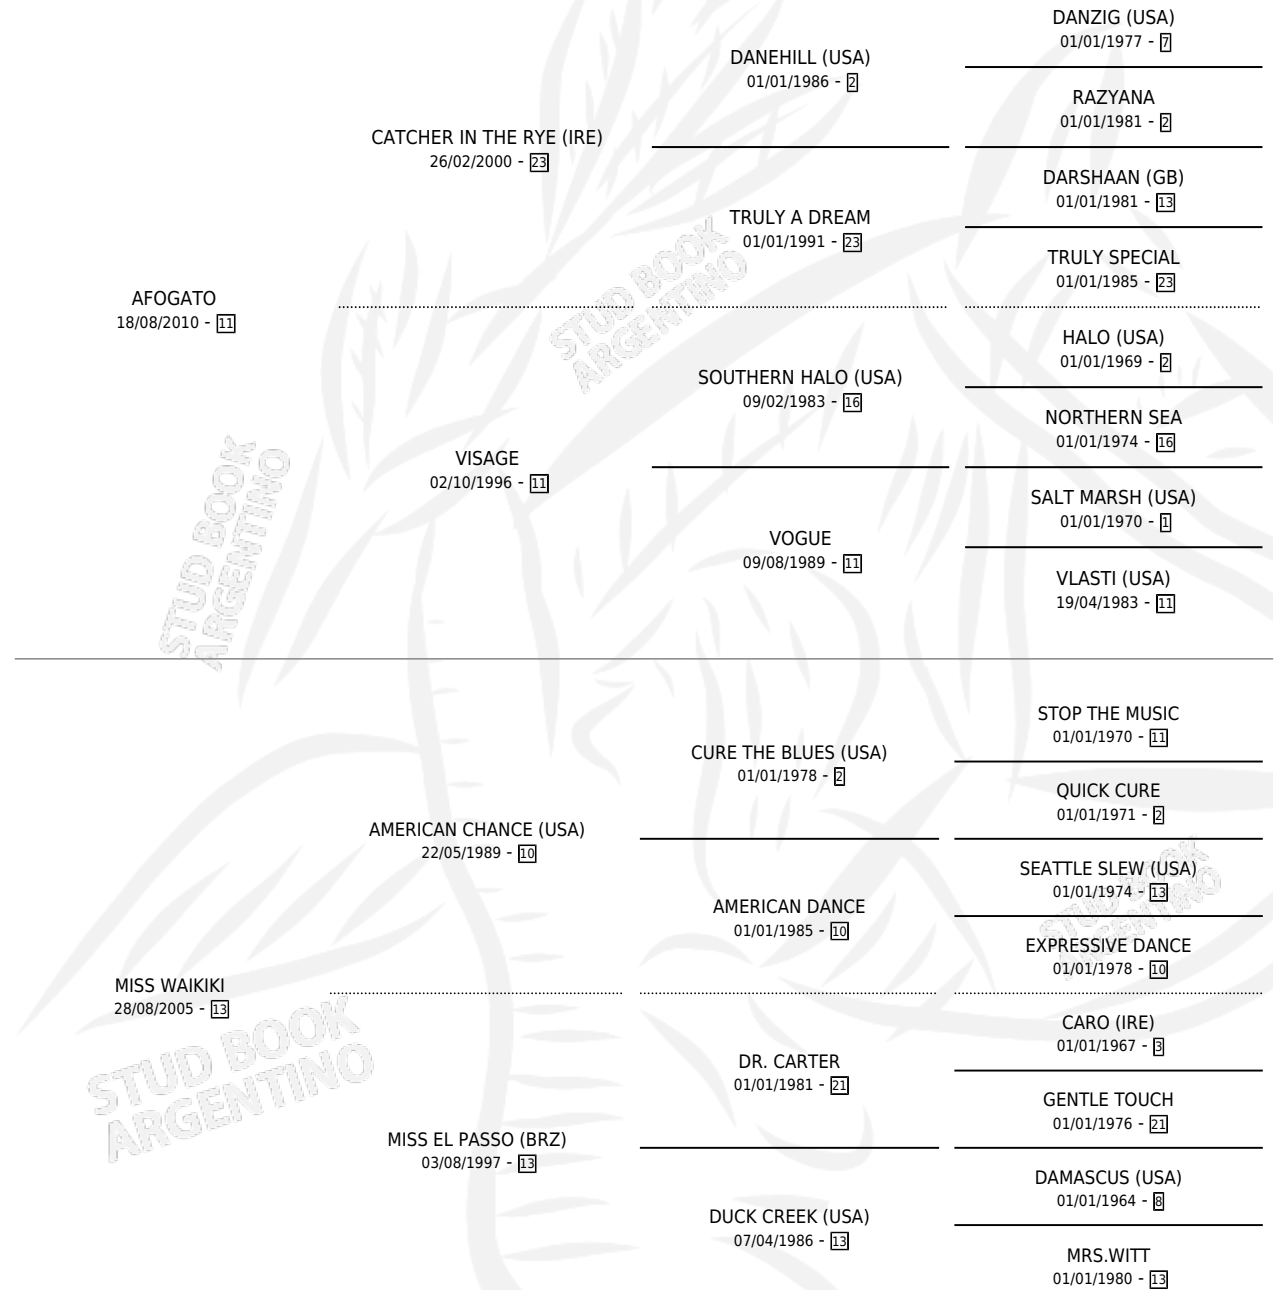 DANZIG (USA)
01/01/1977 - 7
DANEHILL (USA)
01/01/1986 - 2
RAZYANA
01/01/1981 - 2
CATCHER IN THE RYE (IRE)
26/02/2000 - 23
DARSHAAN (GB)
01/01/1981 - 13
TRULY A DREAM
01/01/1991 - 23
TRULY SPECIAL
01/01/1985 - 23
AFOGATO
18/08/2010 - 11
HALO (USA)
01/01/1969 - 2
SOUTHERN HALO (USA)
09/02/1983 - 16
NORTHERN SEA
01/01/1974 - 16
VISAGE
02/10/1996 - 11
SALT MARSH (USA)
01/01/1970 - 1
VOGUE
09/08/1989 - 11
VLASTI (USA)
19/04/1983 - 11
STUD BOOK
ARGENTINO
STUD BOOK
ARGENTINO
STOP THE MUSIC
01/01/1970 - 11
CURE THE BLUES (USA)
01/01/1978 - 2
QUICK CURE
01/01/1971 - 2
AMERICAN CHANCE (USA)
22/05/1989 - 10
SEATTLE SLEW (USA)
01/01/1974 - 13
AMERICAN DANCE
01/01/1985 - 10
EXPRESSIVE DANCE
01/01/1978 - 10
MISS WAIKIKI
28/08/2005 - 13
CARO (IRE)
01/01/1967 - 3
DR. CARTER
01/01/1981 - 21
GENTLE TOUCH
01/01/1976 - 21
MISS EL PASSO (BRZ)
03/08/1997 - 13
DAMASCUS (USA)
01/01/1964 - 8
DUCK CREEK (USA)
07/04/1986 - 13
MRS.WITT
01/01/1980 - 13
STUD BOOK
ARGENTINO
STUD BOOK
ARGENTINO